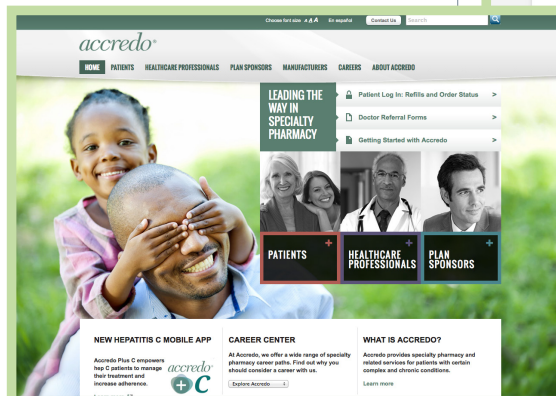 Choose font size A A A En español Contact Us Search
accredo®
HOME PATIENTS HEALTHCARE PROFESSIONALS PLAN SPONSORS MANUFACTURERS CAREERS ABOUT ACCREDO
LEADING THE
WAY IN
SPECIALTY
PHARMACY
Patient Log In: Refills and Order Status >
Doctor Referral Forms >
Getting Started with Accredo >
PATIENTS +
HEALTHCARE
PROFESSIONALS +
PLAN
SPONSORS +
NEW HEPATITIS C MOBILE APP
Accredo Plus C empowers
hep C patients to manage
their treatment and
increase adherence.
accredo
+C
CAREER CENTER
At Accredo, we offer a wide range of specialty
pharmacy career paths. Find out why you
should consider a career with us.
Explore Accredo
WHAT IS ACCREDO?
Accredo provides specialty pharmacy and
related services for patients with certain
complex and chronic conditions.
Learn more